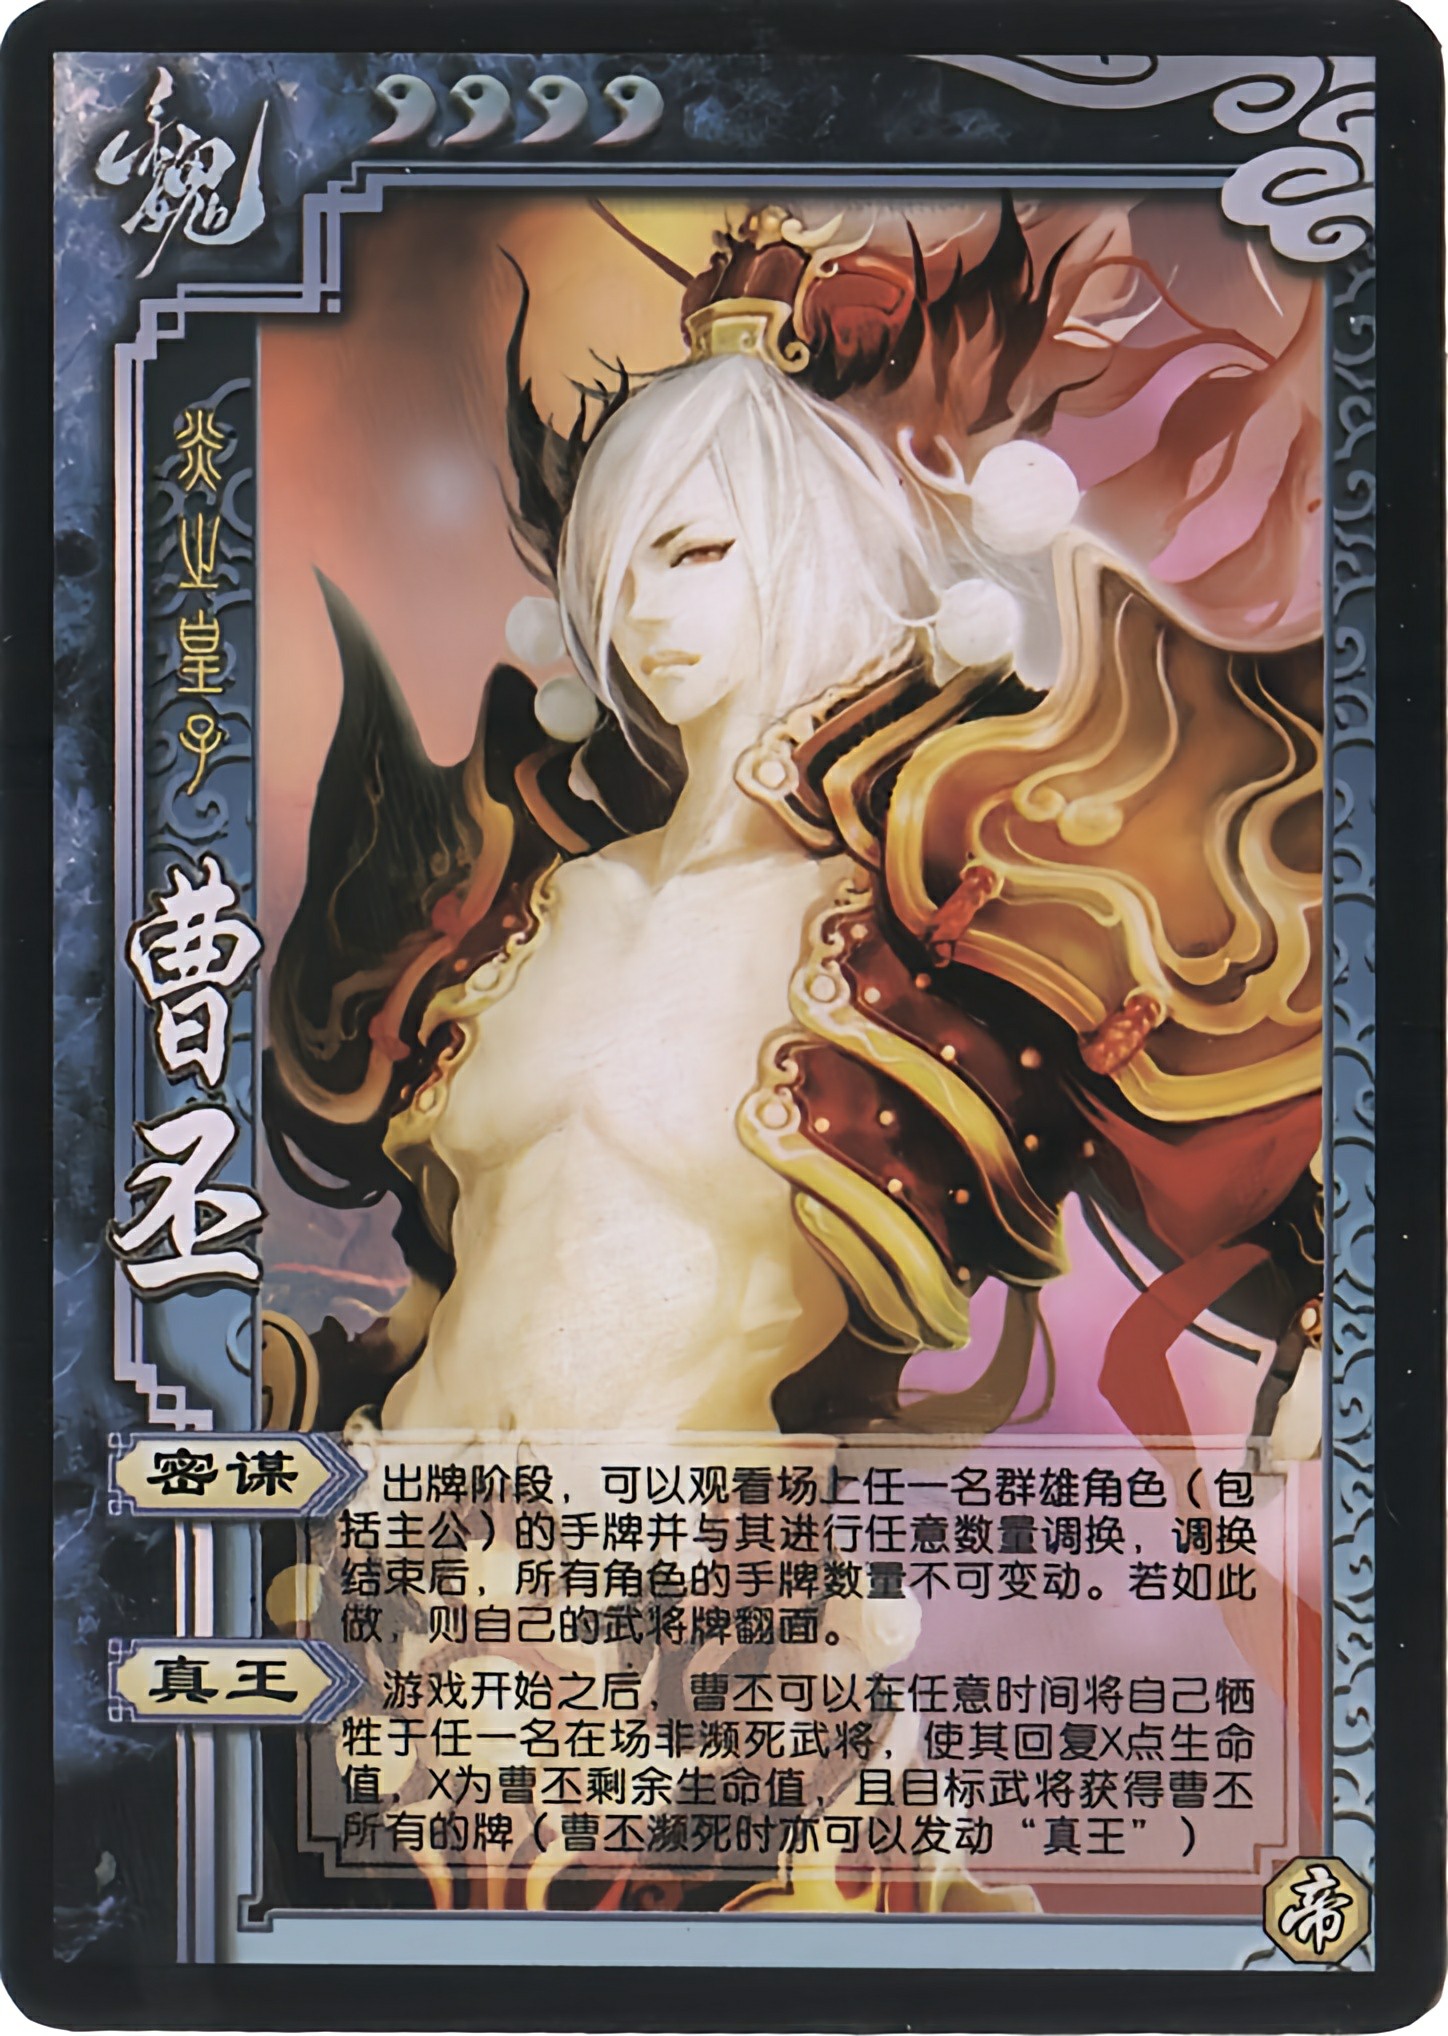 魏
炎之皇子
曹丕
密谋
出牌阶段，可以观看场上任一名群雄角色（包
括主公）的手牌并与其进行任意数量调换，调换
结束后，所有角色的手牌数量不可变动。若如此
做，则自己的武将牌翻面。
真王
游戏开始之后，曹丕可以在任意时间将自己牺
牲于任一名在场非濒死武将，使其回复X点生命
值，X为曹丕剩余生命值，且目标武将获得曹丕
所有的牌（曹丕濒死时亦可以发动“真王”）
帝